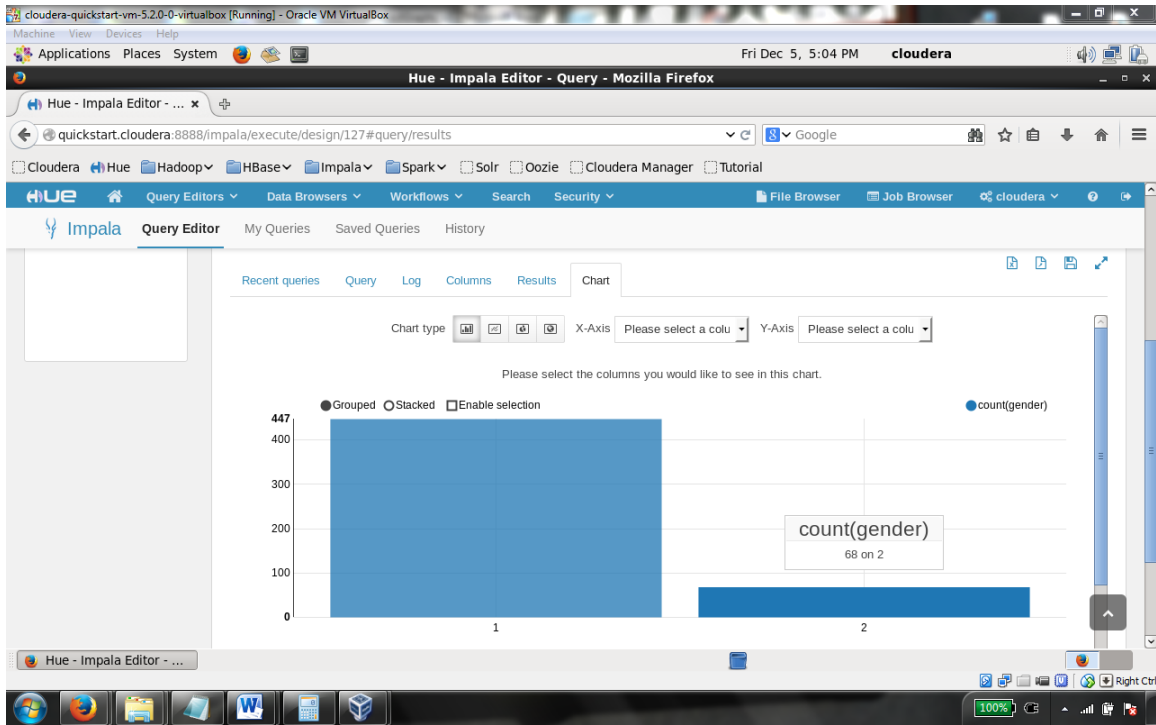 cloudera-quickstart-vm-5.2.0-0-virtualbox [Running] - Oracle VM VirtualBox
Machine View Devices Help
Applications Places System Fri Dec 5, 5:04 PM cloudera
Hue - Impala Editor - Query - Mozilla Firefox
Hue - Impala Editor - ...
quickstart.cloudera:8888/impala/execute/design/127#query/results Google
Cloudera Hue Hadoop HBase Impala Spark Solr Oozie Cloudera Manager Tutorial
HUE Query Editors Data Browsers Workflows Search Security File Browser Job Browser cloudera
Impala Query Editor My Queries Saved Queries History
Recent queries Query Log Columns Results Chart
Chart type X-Axis Please select a colu Y-Axis Please select a colu
Please select the columns you would like to see in this chart.
Grouped Stacked Enable selection count(gender)
447
400
300
200
100
0
count(gender)
68 on 2
1 2
Hue - Impala Editor - ...
Right Ctrl
100%